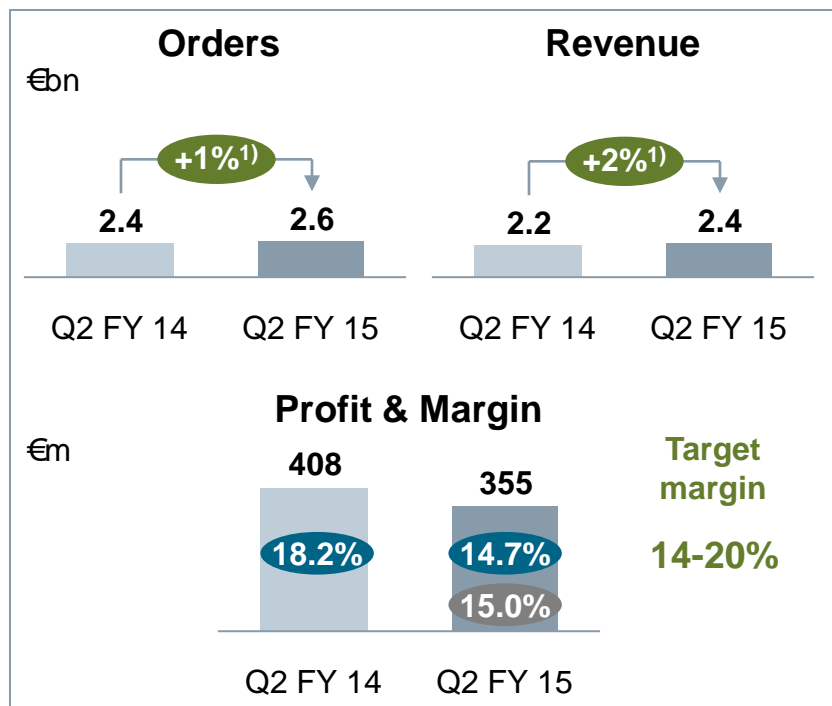 Orders
Revenue
€bn
+1%¹⁾
+2%¹⁾
2.4
2.6
2.2
2.4
Q2 FY 14
Q2 FY 15
Q2 FY 14
Q2 FY 15
Profit & Margin
€m
Target
margin
408
355
18.2%
14.7%
14-20%
15.0%
Q2 FY 14
Q2 FY 15